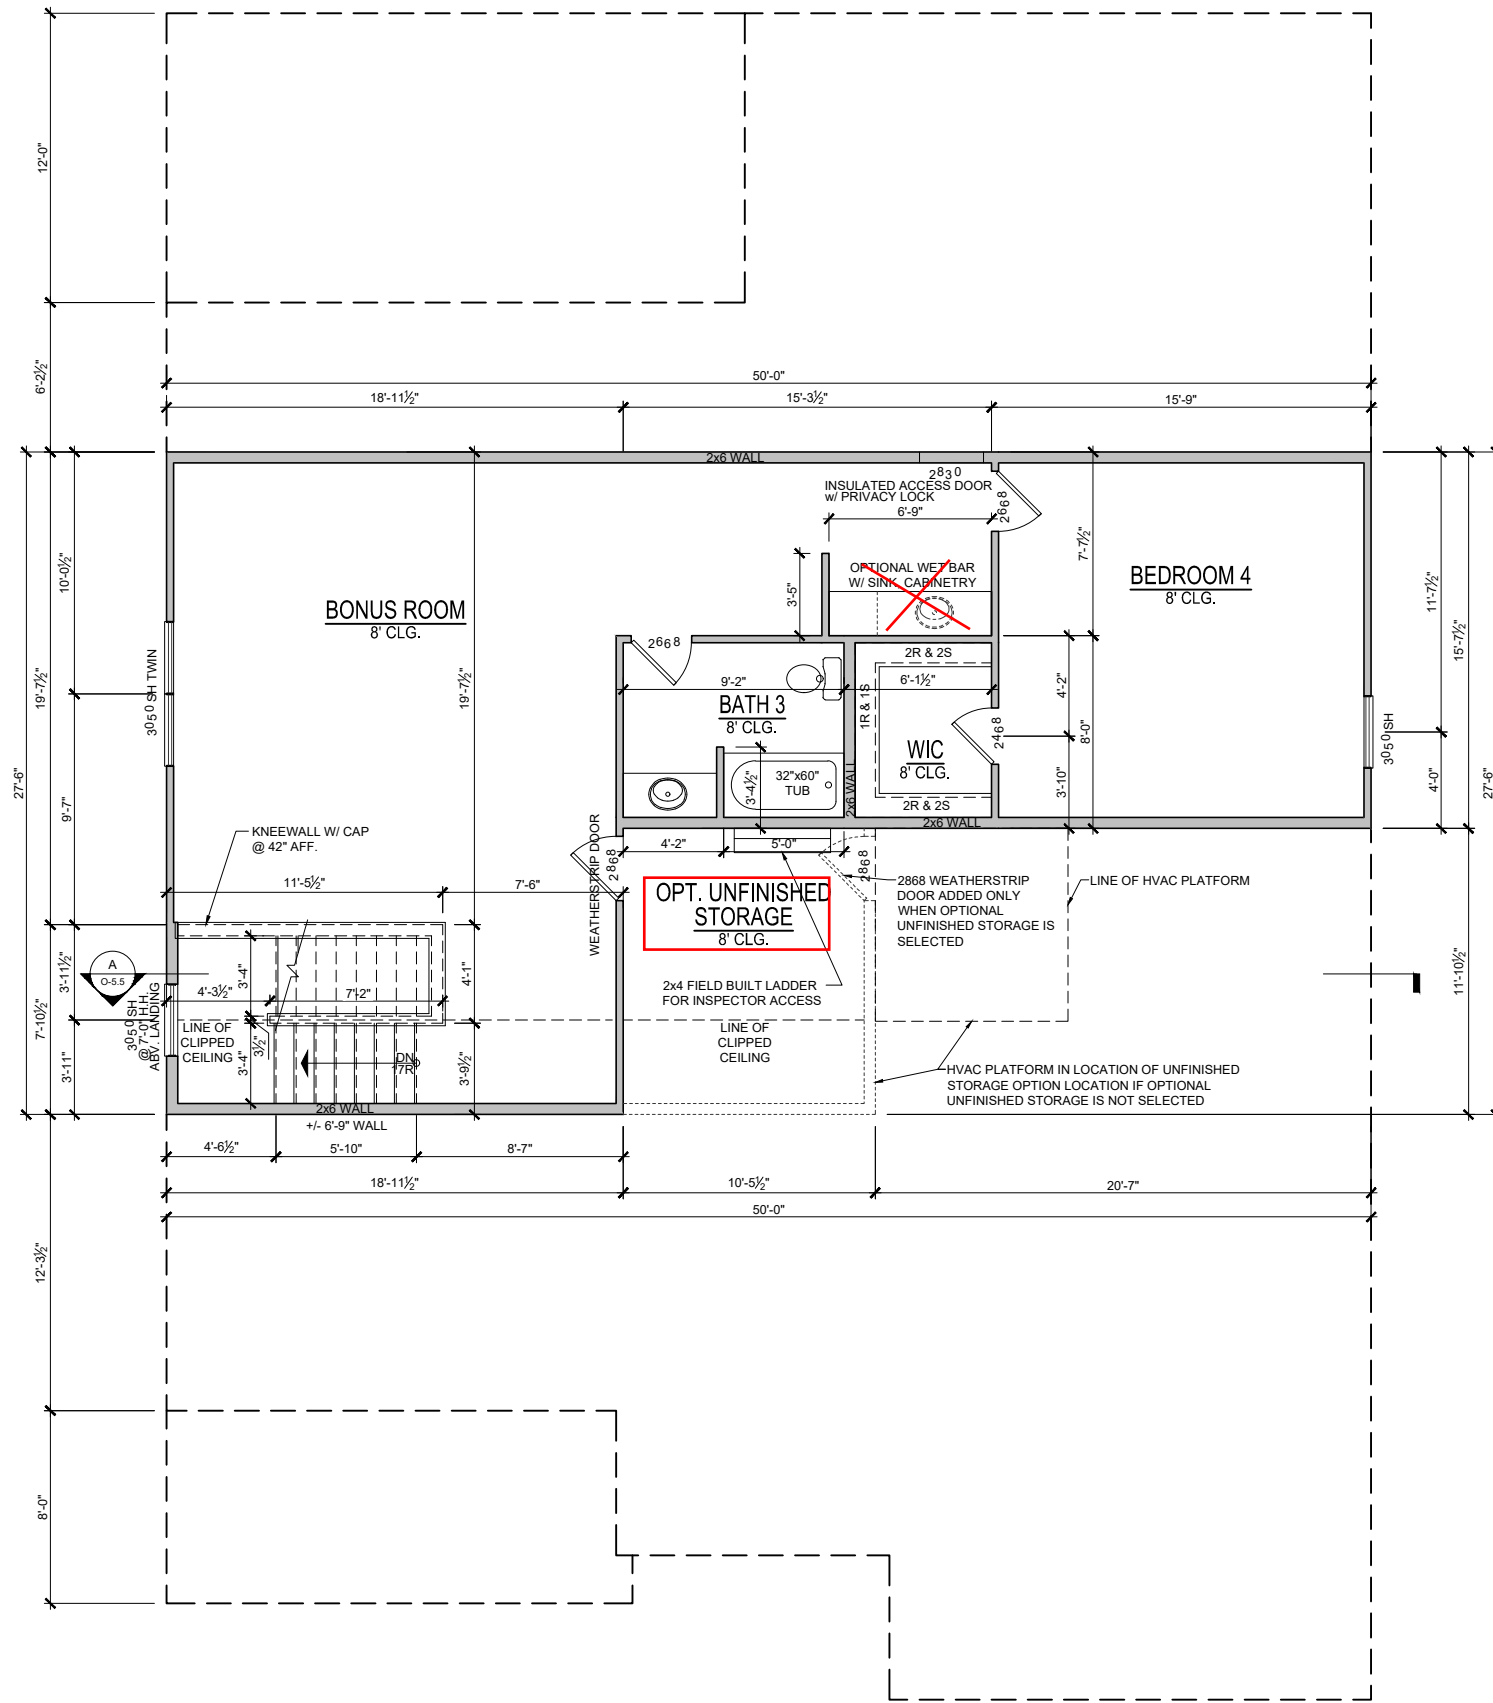 12'-0"
6'-2½"
50'-0"
18'-11½"
15'-3½"
15'-9"
2x6 WALL
2830
INSULATED ACCESS DOOR
w/ PRIVACY LOCK
6'-9"
2668
10'-0½"
7'-7½"
11'-7½"
15'-7½"
OPTIONAL WET BAR
W/ SINK, CABINETRY
3'-5"
BEDROOM 4
8' CLG.
BONUS ROOM
8' CLG.
2668
2R & 2S
3050 SH TWIN
19'-7½"
19'-7½"
9'-2"
6'-1½"
4'-2"
1R & 1S
BATH 3
8' CLG.
8'-0"
2468
3050 SH
WIC
8' CLG.
32"x60"
TUB
3'-4½"
2x6 WALL
3'-10"
4'-0"
27'-6"
27'-6"
9'-7"
2R & 2S
2x6 WALL
KNEEWALL W/ CAP
@ 42" AFF.
WEATHERSTRIP DOOR
2868
4'-2"
5'-0"
2868
11'-5½"
7'-6"
OPT. UNFINISHED
STORAGE
8' CLG.
2868 WEATHERSTRIP
DOOR ADDED ONLY
WHEN OPTIONAL
UNFINISHED STORAGE IS
SELECTED
LINE OF HVAC PLATFORM
A
O-5.5
3'-11½"
7'-10½"
3'-11"
3'-4"
4'-1"
4'-3½"
7'-2"
2x4 FIELD BUILT LADDER
FOR INSPECTOR ACCESS
11'-10½"
3050 SH
@ 7'-0" H.H.
ABV. LANDING
LINE OF
CLIPPED
CEILING
3½"
3'-4"
DN
17R
3'-9½"
LINE OF
CLIPPED
CEILING
HVAC PLATFORM IN LOCATION OF UNFINISHED
STORAGE OPTION LOCATION IF OPTIONAL
UNFINISHED STORAGE IS NOT SELECTED
2x6 WALL
+/- 6'-9" WALL
4'-6½"
5'-10"
8'-7"
18'-11½"
10'-5½"
20'-7"
50'-0"
12'-3½"
8'-0"